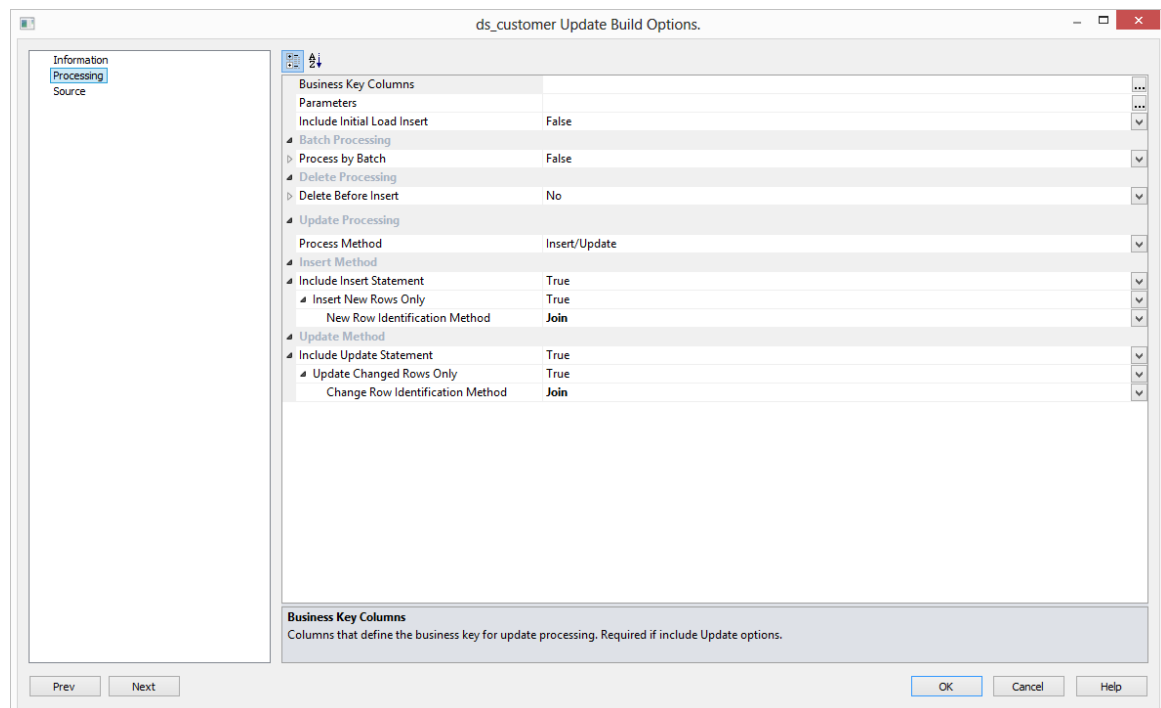 ds_customer Update Build Options.
Information
Processing
Source
Business Key Columns
Parameters
Include Initial Load Insert False
Batch Processing
Process by Batch False
Delete Processing
Delete Before Insert No
Update Processing
Process Method Insert/Update
Insert Method
Include Insert Statement True
Insert New Rows Only True
New Row Identification Method Join
Update Method
Include Update Statement True
Update Changed Rows Only True
Change Row Identification Method Join
Business Key Columns
Columns that define the business key for update processing. Required if include Update options.
Prev Next OK Cancel Help